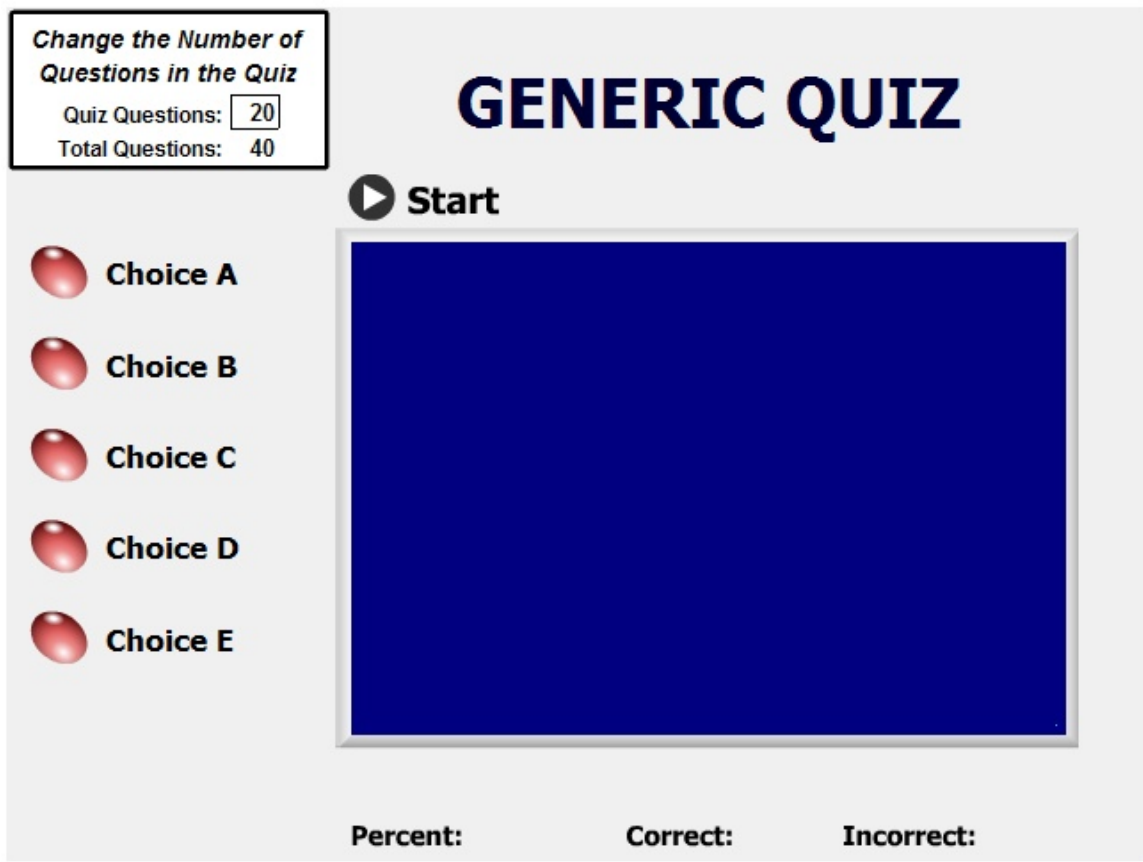 Change the Number of
Questions in the Quiz
Quiz Questions: 20
Total Questions: 40
GENERIC QUIZ
Start
Choice A
Choice B
Choice C
Choice D
Choice E
Percent: Correct: Incorrect: